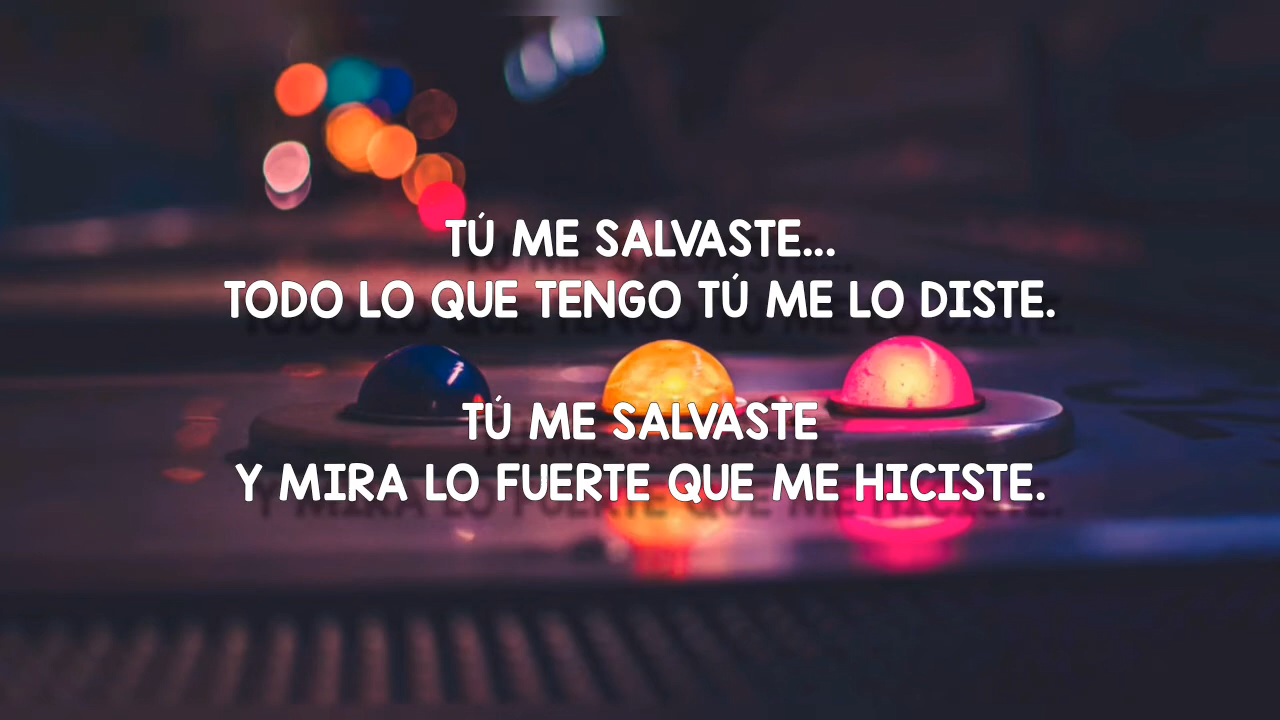 TÚ ME SALVASTE...
TODO LO QUE TENGO TÚ ME LO DISTE.
TÚ ME SALVASTE
Y MIRA LO FUERTE QUE ME HICISTE.